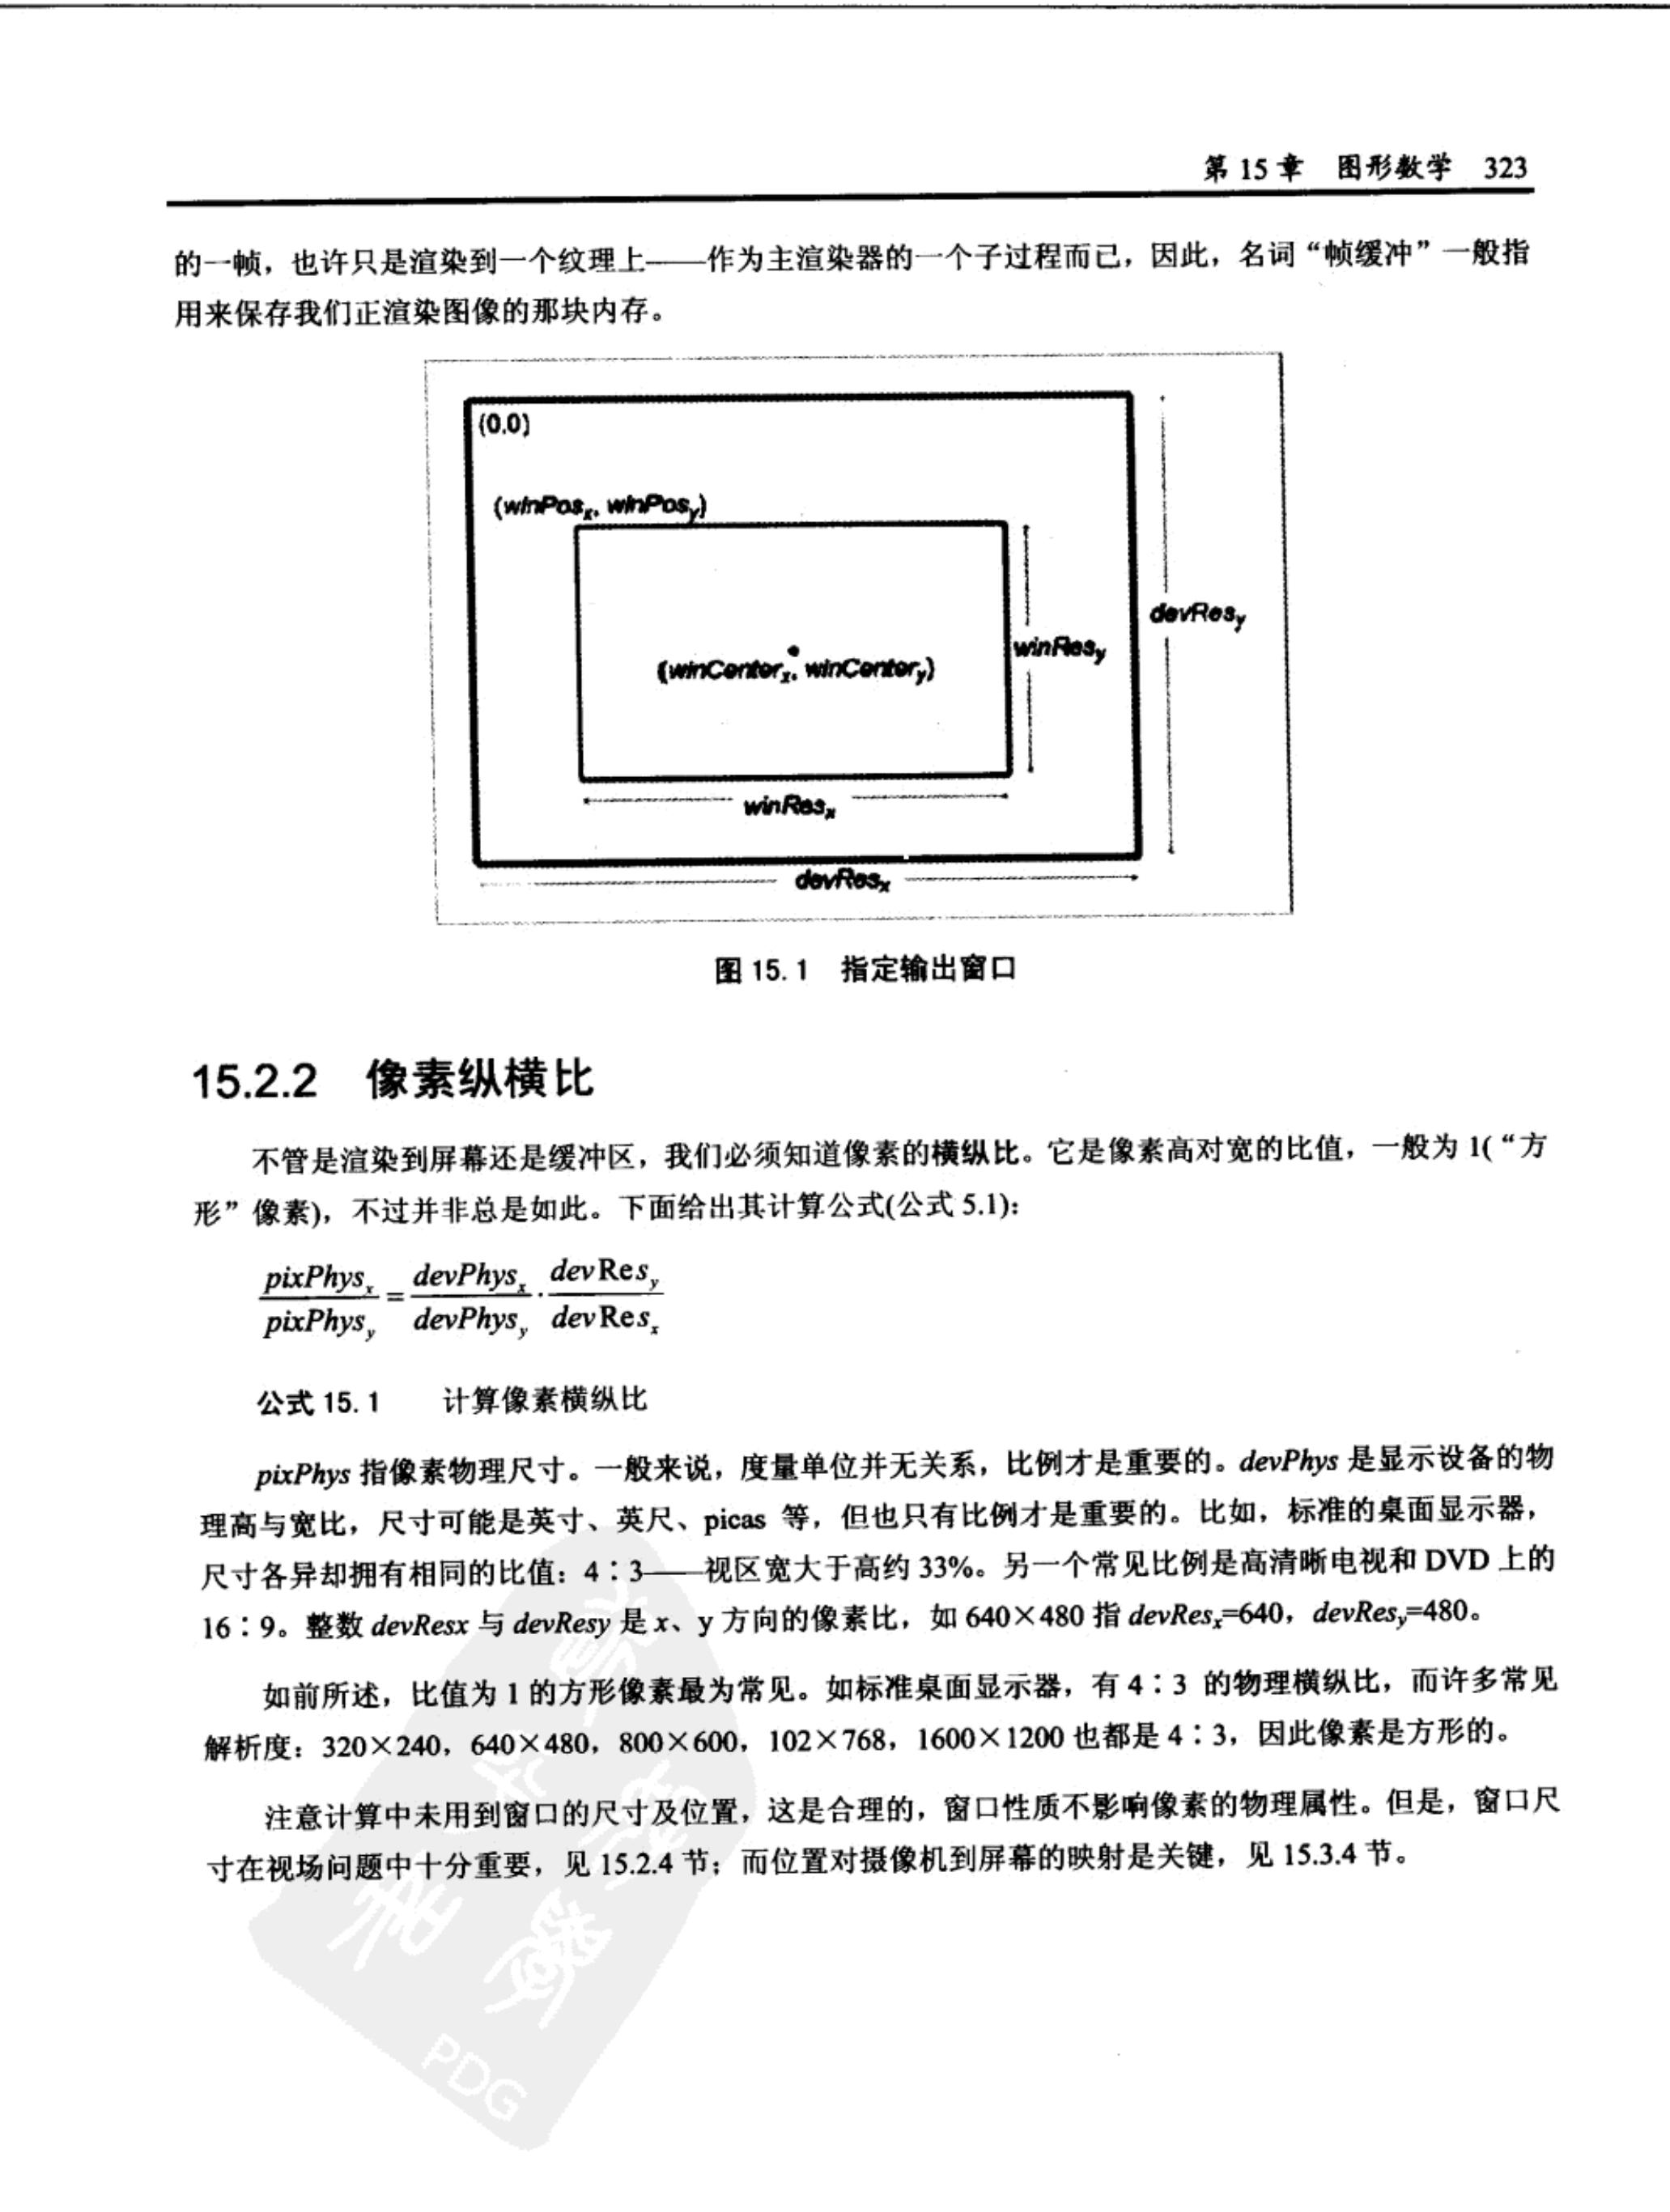 第 15 章 图形数学 323
的一帧，也许只是渲染到一个纹理上——作为主渲染器的一个子过程而已，因此，名词“帧缓冲”一般指
用来保存我们正渲染图像的那块内存。
(0,0)
(winPosx, winPosy)
devResy
winResy
(winCenterx, winCentery)
winResx
devResx
图 15.1 指定输出窗口
15.2.2 像素纵横比
不管是渲染到屏幕还是缓冲区，我们必须知道像素的横纵比。它是像素高对宽的比值，一般为 1(“方
形”像素)，不过并非总是如此。下面给出其计算公式(公式 5.1)：
pixPhysx / pixPhysy = devPhysx / devPhysy · devResy / devResx
公式 15.1 计算像素横纵比
pixPhys 指像素物理尺寸。一般来说，度量单位并无关系，比例才是重要的。devPhys 是显示设备的物
理高与宽比，尺寸可能是英寸、英尺、picas 等，但也只有比例才是重要的。比如，标准的桌面显示器，
尺寸各异却拥有相同的比值：4∶3——视区宽大于高约 33%。另一个常见比例是高清晰电视和 DVD 上的
16∶9。整数 devResx 与 devResy 是 x、y 方向的像素比，如 640×480 指 devResx=640，devResy=480。
如前所述，比值为 1 的方形像素最为常见。如标准桌面显示器，有 4∶3 的物理横纵比，而许多常见
解析度：320×240，640×480，800×600，102×768，1600×1200 也都是 4∶3，因此像素是方形的。
注意计算中未用到窗口的尺寸及位置，这是合理的，窗口性质不影响像素的物理属性。但是，窗口尺
寸在视场问题中十分重要，见 15.2.4 节；而位置对摄像机到屏幕的映射是关键，见 15.3.4 节。
PDG